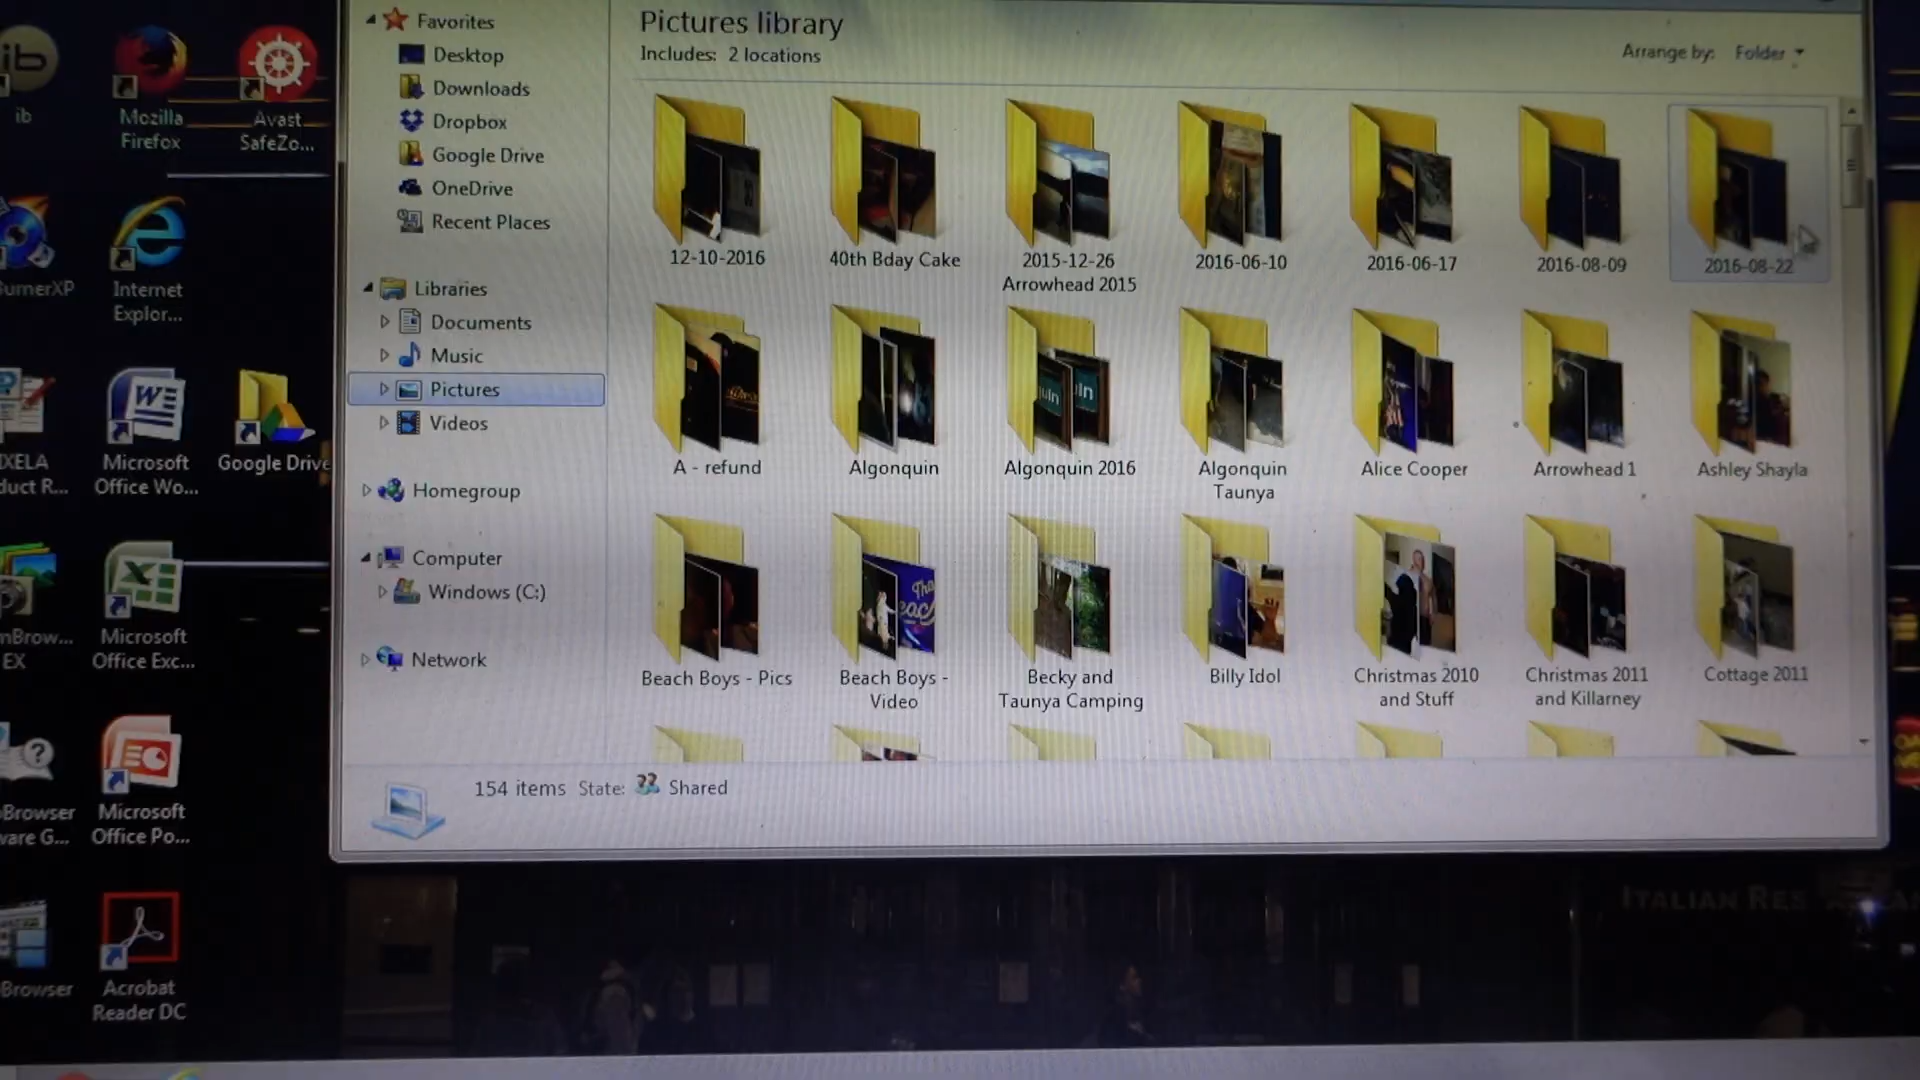 ib
Mozilla
Firefox
Avast
SafeZo...
Internet
Explor...
Microsoft
Office Wo...
Google Drive
Microsoft
Office Exc...
EX
Microsoft
Office Po...
Browser
Acrobat
Reader DC
Favorites
Desktop
Downloads
Dropbox
Google Drive
OneDrive
Recent Places
Libraries
Documents
Music
Pictures
Videos
Homegroup
Computer
Windows (C:)
Network
Pictures library
Includes: 2 locations
Arrange by: Folder
12-10-2016
40th Bday Cake
2015-12-26
Arrowhead 2015
2016-06-10
2016-06-17
2016-08-09
2016-08-22
A - refund
Algonquin
Algonquin 2016
Algonquin
Taunya
Alice Cooper
Arrowhead 1
Ashley Shayla
Beach Boys - Pics
Beach Boys -
Video
Becky and
Taunya Camping
Billy Idol
Christmas 2010
and Stuff
Christmas 2011
and Killarney
Cottage 2011
154 items State: Shared
ITALIAN